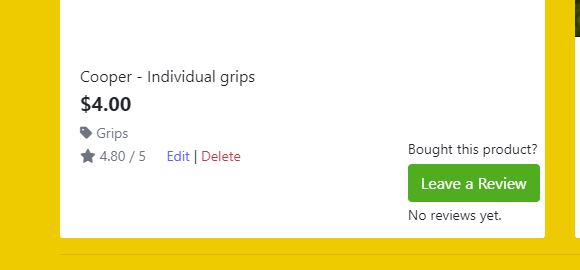 Cooper - Individual grips
$4.00
Grips
4.80 / 5 Edit | Delete
Bought this product?
Leave a Review
No reviews yet.